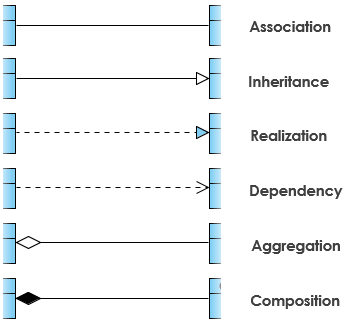 Association
Inheritance
Realization
Dependency
Aggregation
Composition